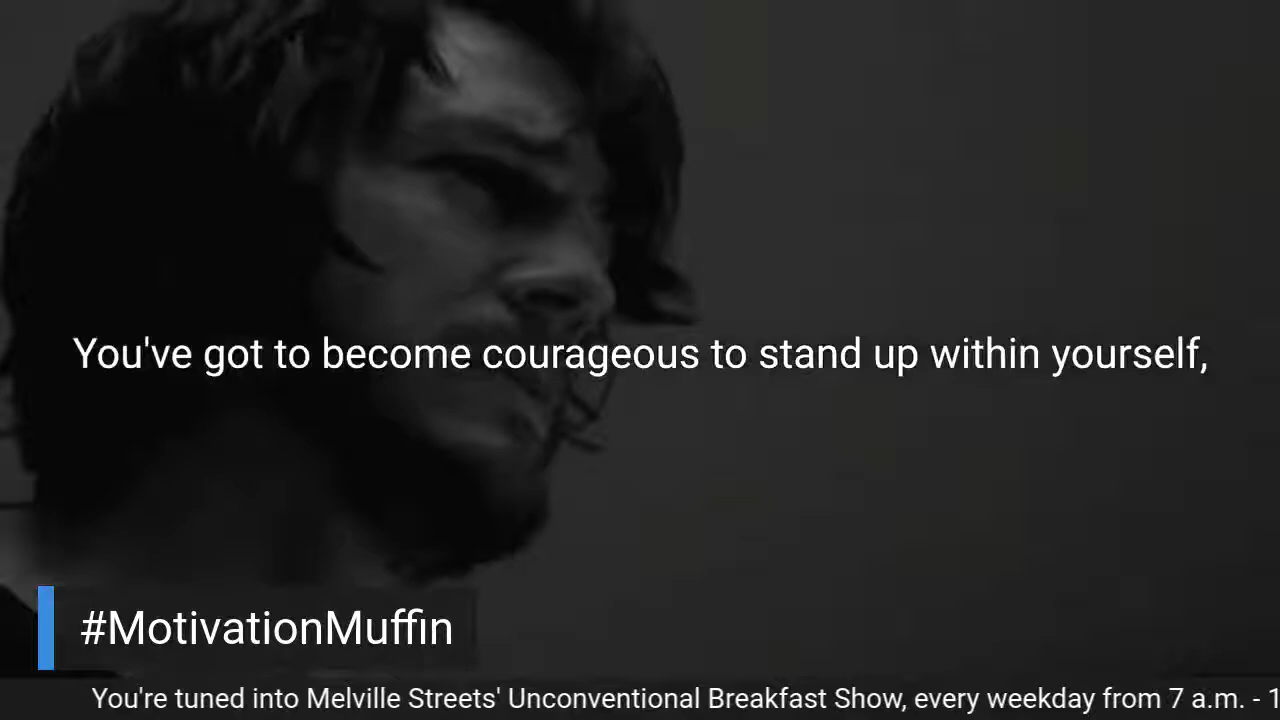 You've got to become courageous to stand up within yourself,
#MotivationMuffin
You're tuned into Melville Streets' Unconventional Breakfast Show, every weekday from 7 a.m. - 1